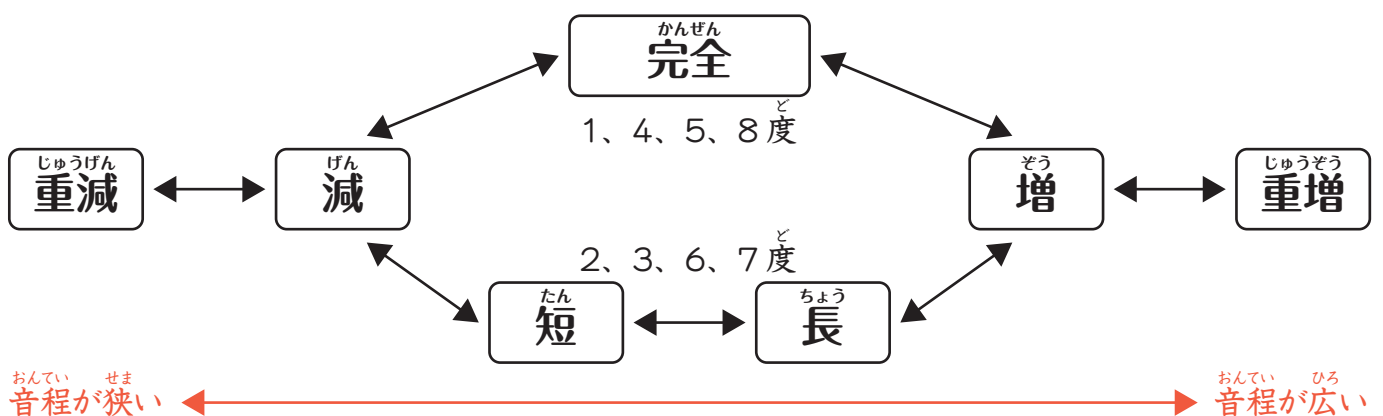 かんぜん
完全
1、4、5、8度
ど
じゅうげん
重減
げん
減
ぞう
増
じゅうぞう
重増
2、3、6、7度
ど
たん
短
ちょう
長
おんてい せま
音程が狭い
おんてい ひろ
音程が広い